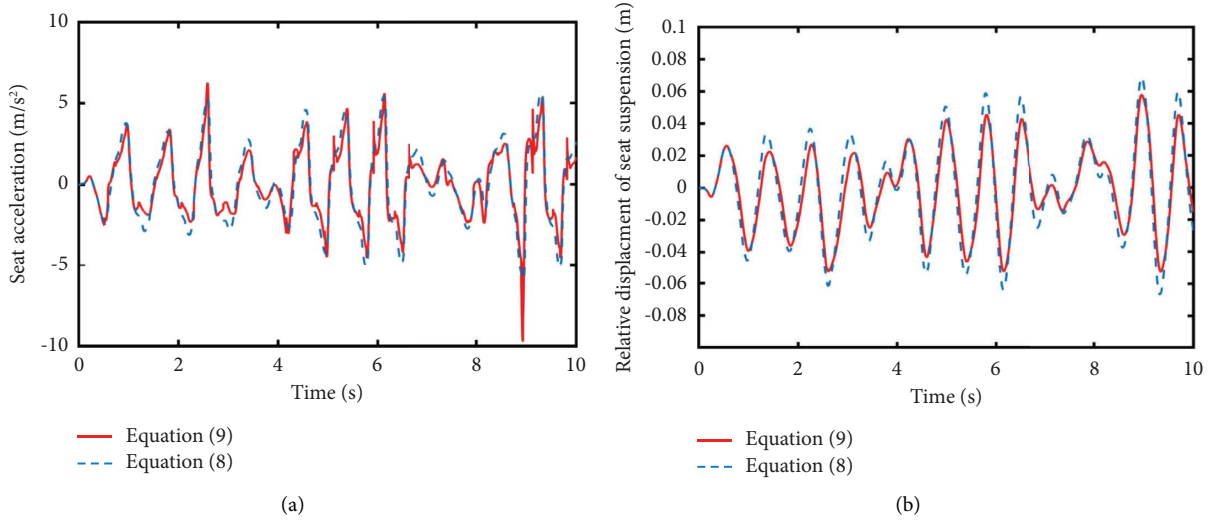 10
5
0
-5
-10
Seat acceleration (m/s²)
0 2 4 6 8 10
Time (s)
Equation (9)
Equation (8)
(a)
0.1
0.08
0.06
0.04
0.02
0
-0.02
-0.04
-0.06
-0.08
Relative displacment of seat suspension (m)
0 2 4 6 8 10
Time (s)
Equation (9)
Equation (8)
(b)